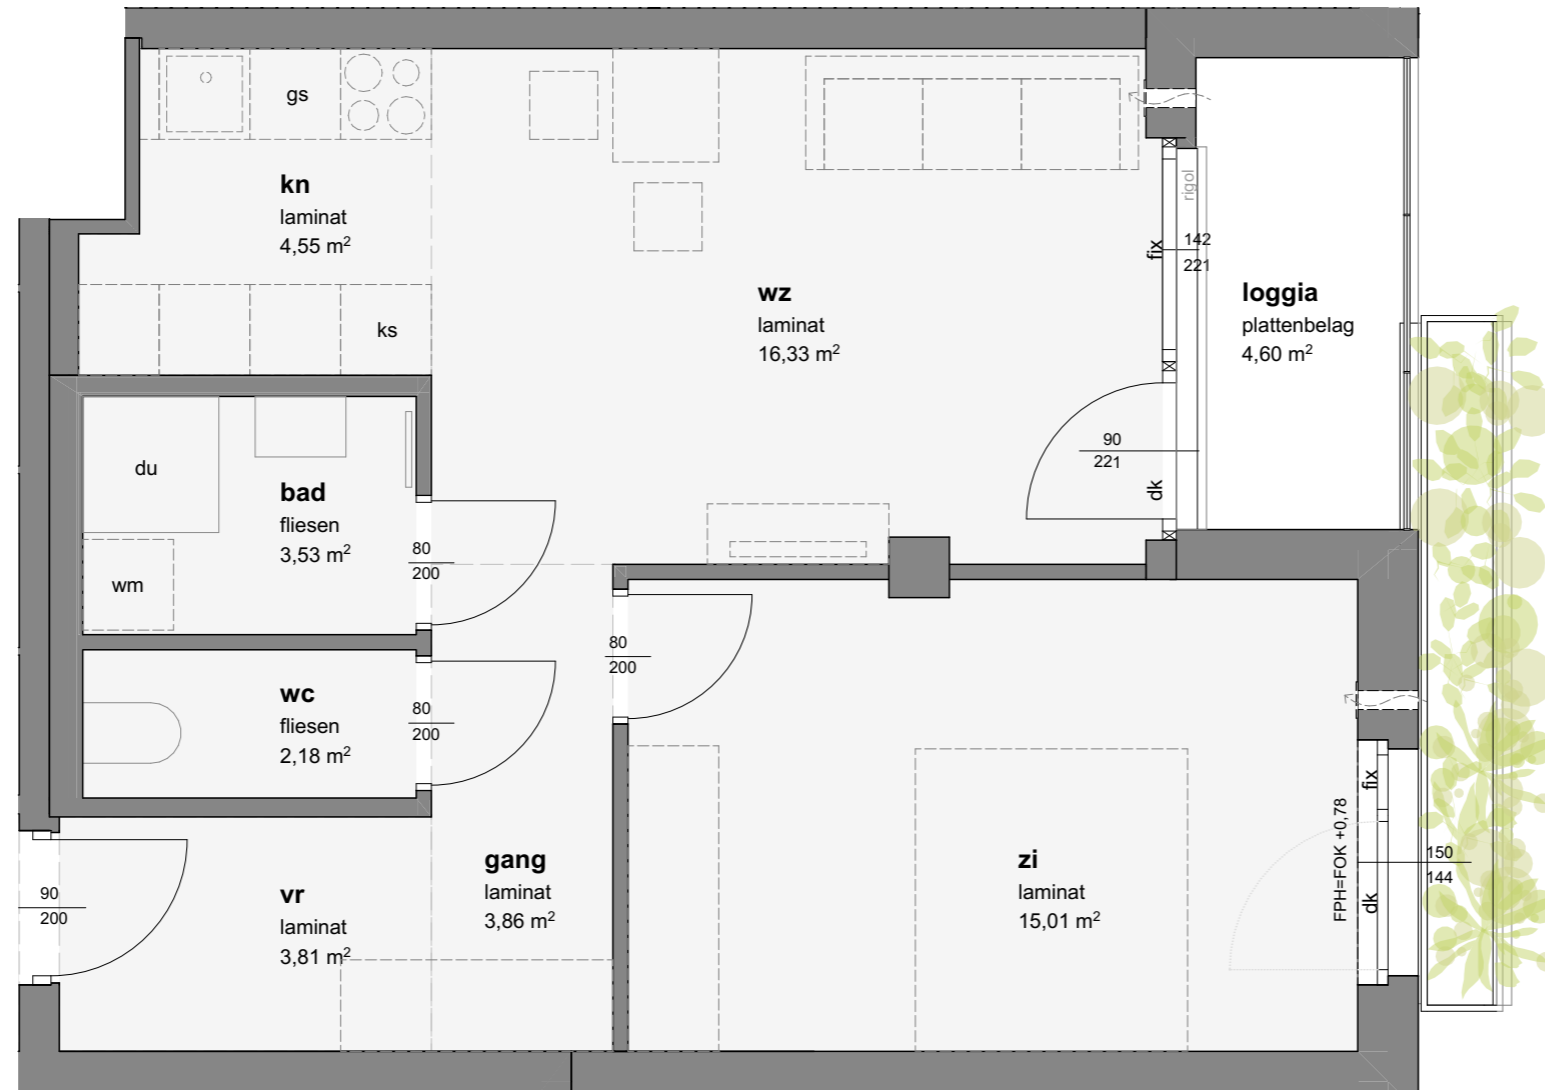 gs
kn
laminat
4,55 m²
ks
wz
laminat
16,33 m²
rigol
fix
142
221
loggia
plattenbelag
4,60 m²
90
221
dk
du
bad
fliesen
3,53 m²
wm
80
200
80
200
wc
fliesen
2,18 m²
80
200
90
200
vr
laminat
3,81 m²
gang
laminat
3,86 m²
zi
laminat
15,01 m²
FPH=FOK +0,78
fix
dk
150
144